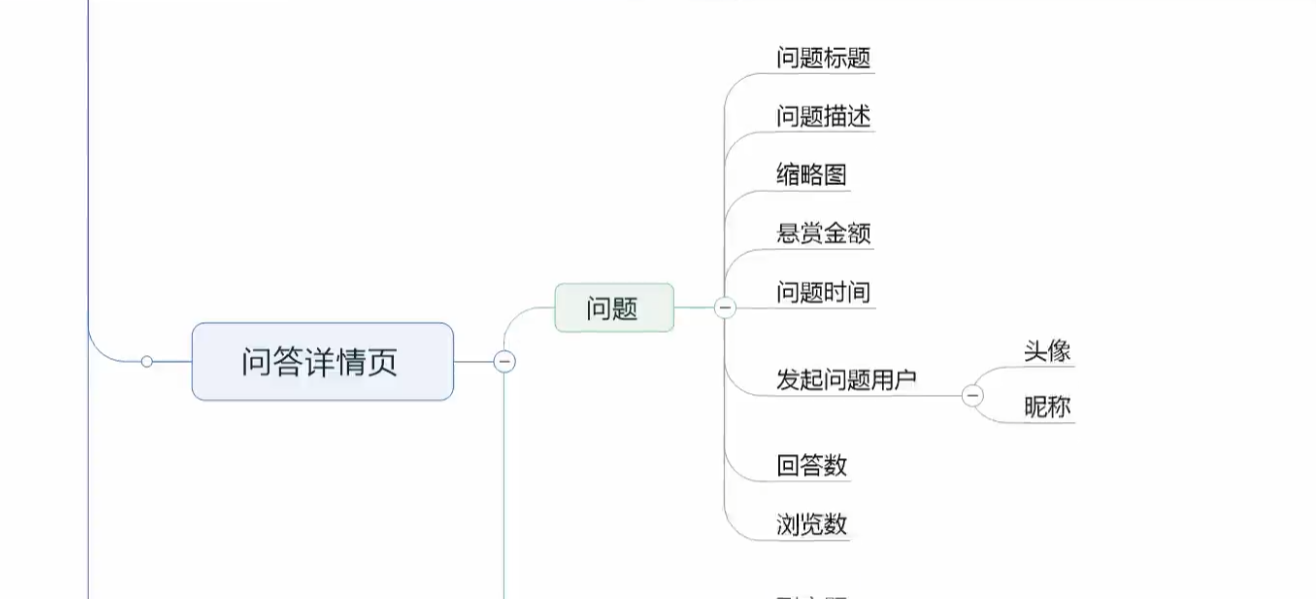 问题标题
问题描述
缩略图
悬赏金额
问题时间
问题
问答详情页
发起问题用户
头像
昵称
回答数
浏览数